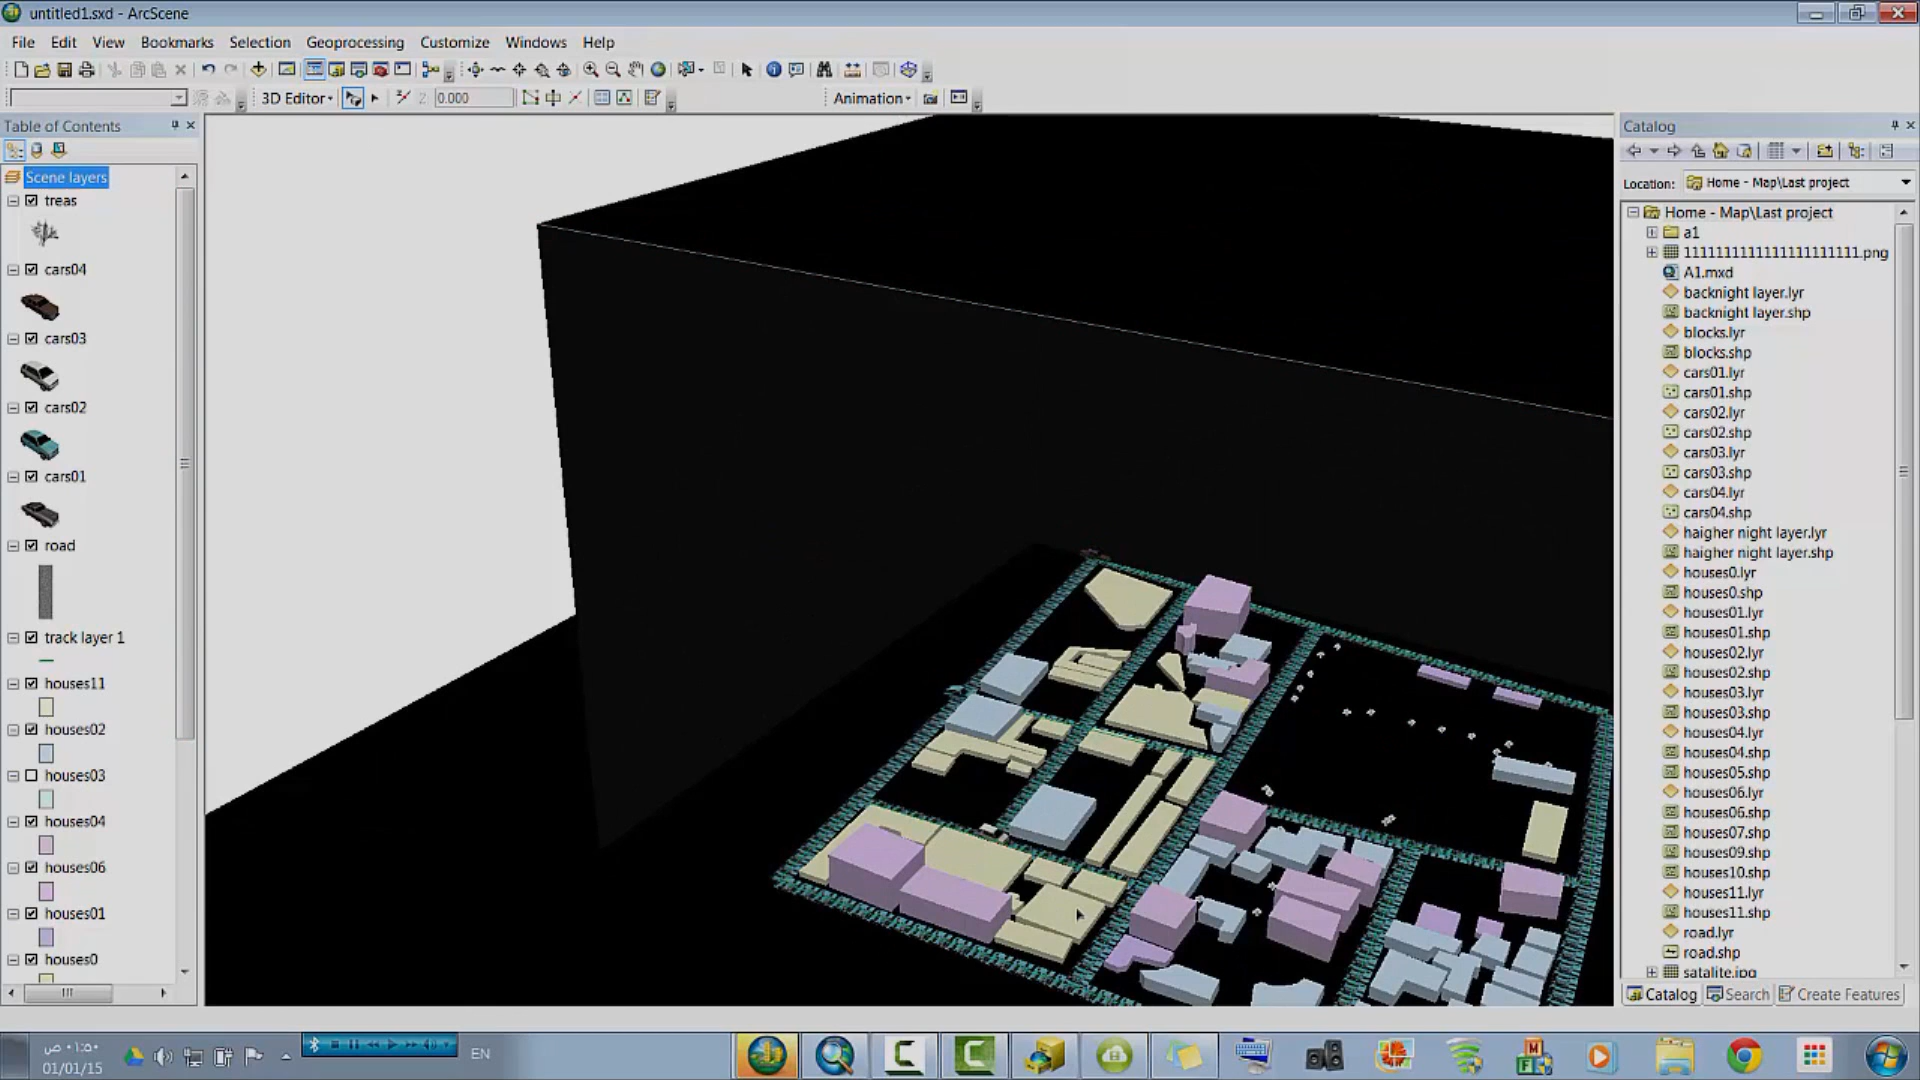 untitled1.sxd - ArcScene
File Edit View Bookmarks Selection Geoprocessing Customize Windows Help
3D Editor Z: 0.000 Animation
Table of Contents
Scene layers
treas
cars04
cars03
cars02
cars01
road
track layer 1
houses11
houses02
houses03
houses04
houses06
houses01
houses0
Catalog
Location: Home - Map\Last project
Home - Map\Last project
a1
A1.mxd
backnight layer.lyr
backnight layer.shp
blocks.lyr
blocks.shp
cars01.lyr
cars01.shp
cars02.lyr
cars02.shp
cars03.lyr
cars03.shp
cars04.lyr
cars04.shp
haigher night layer.lyr
haigher night layer.shp
houses0.lyr
houses0.shp
houses01.lyr
houses01.shp
houses02.lyr
houses02.shp
houses03.lyr
houses03.shp
houses04.lyr
houses04.shp
houses05.shp
houses06.lyr
houses06.shp
houses07.shp
houses09.shp
houses10.shp
houses11.lyr
houses11.shp
road.lyr
road.shp
satalite.jpg
Catalog Search Create Features
٠١:٥٠ ص
01/01/15
EN